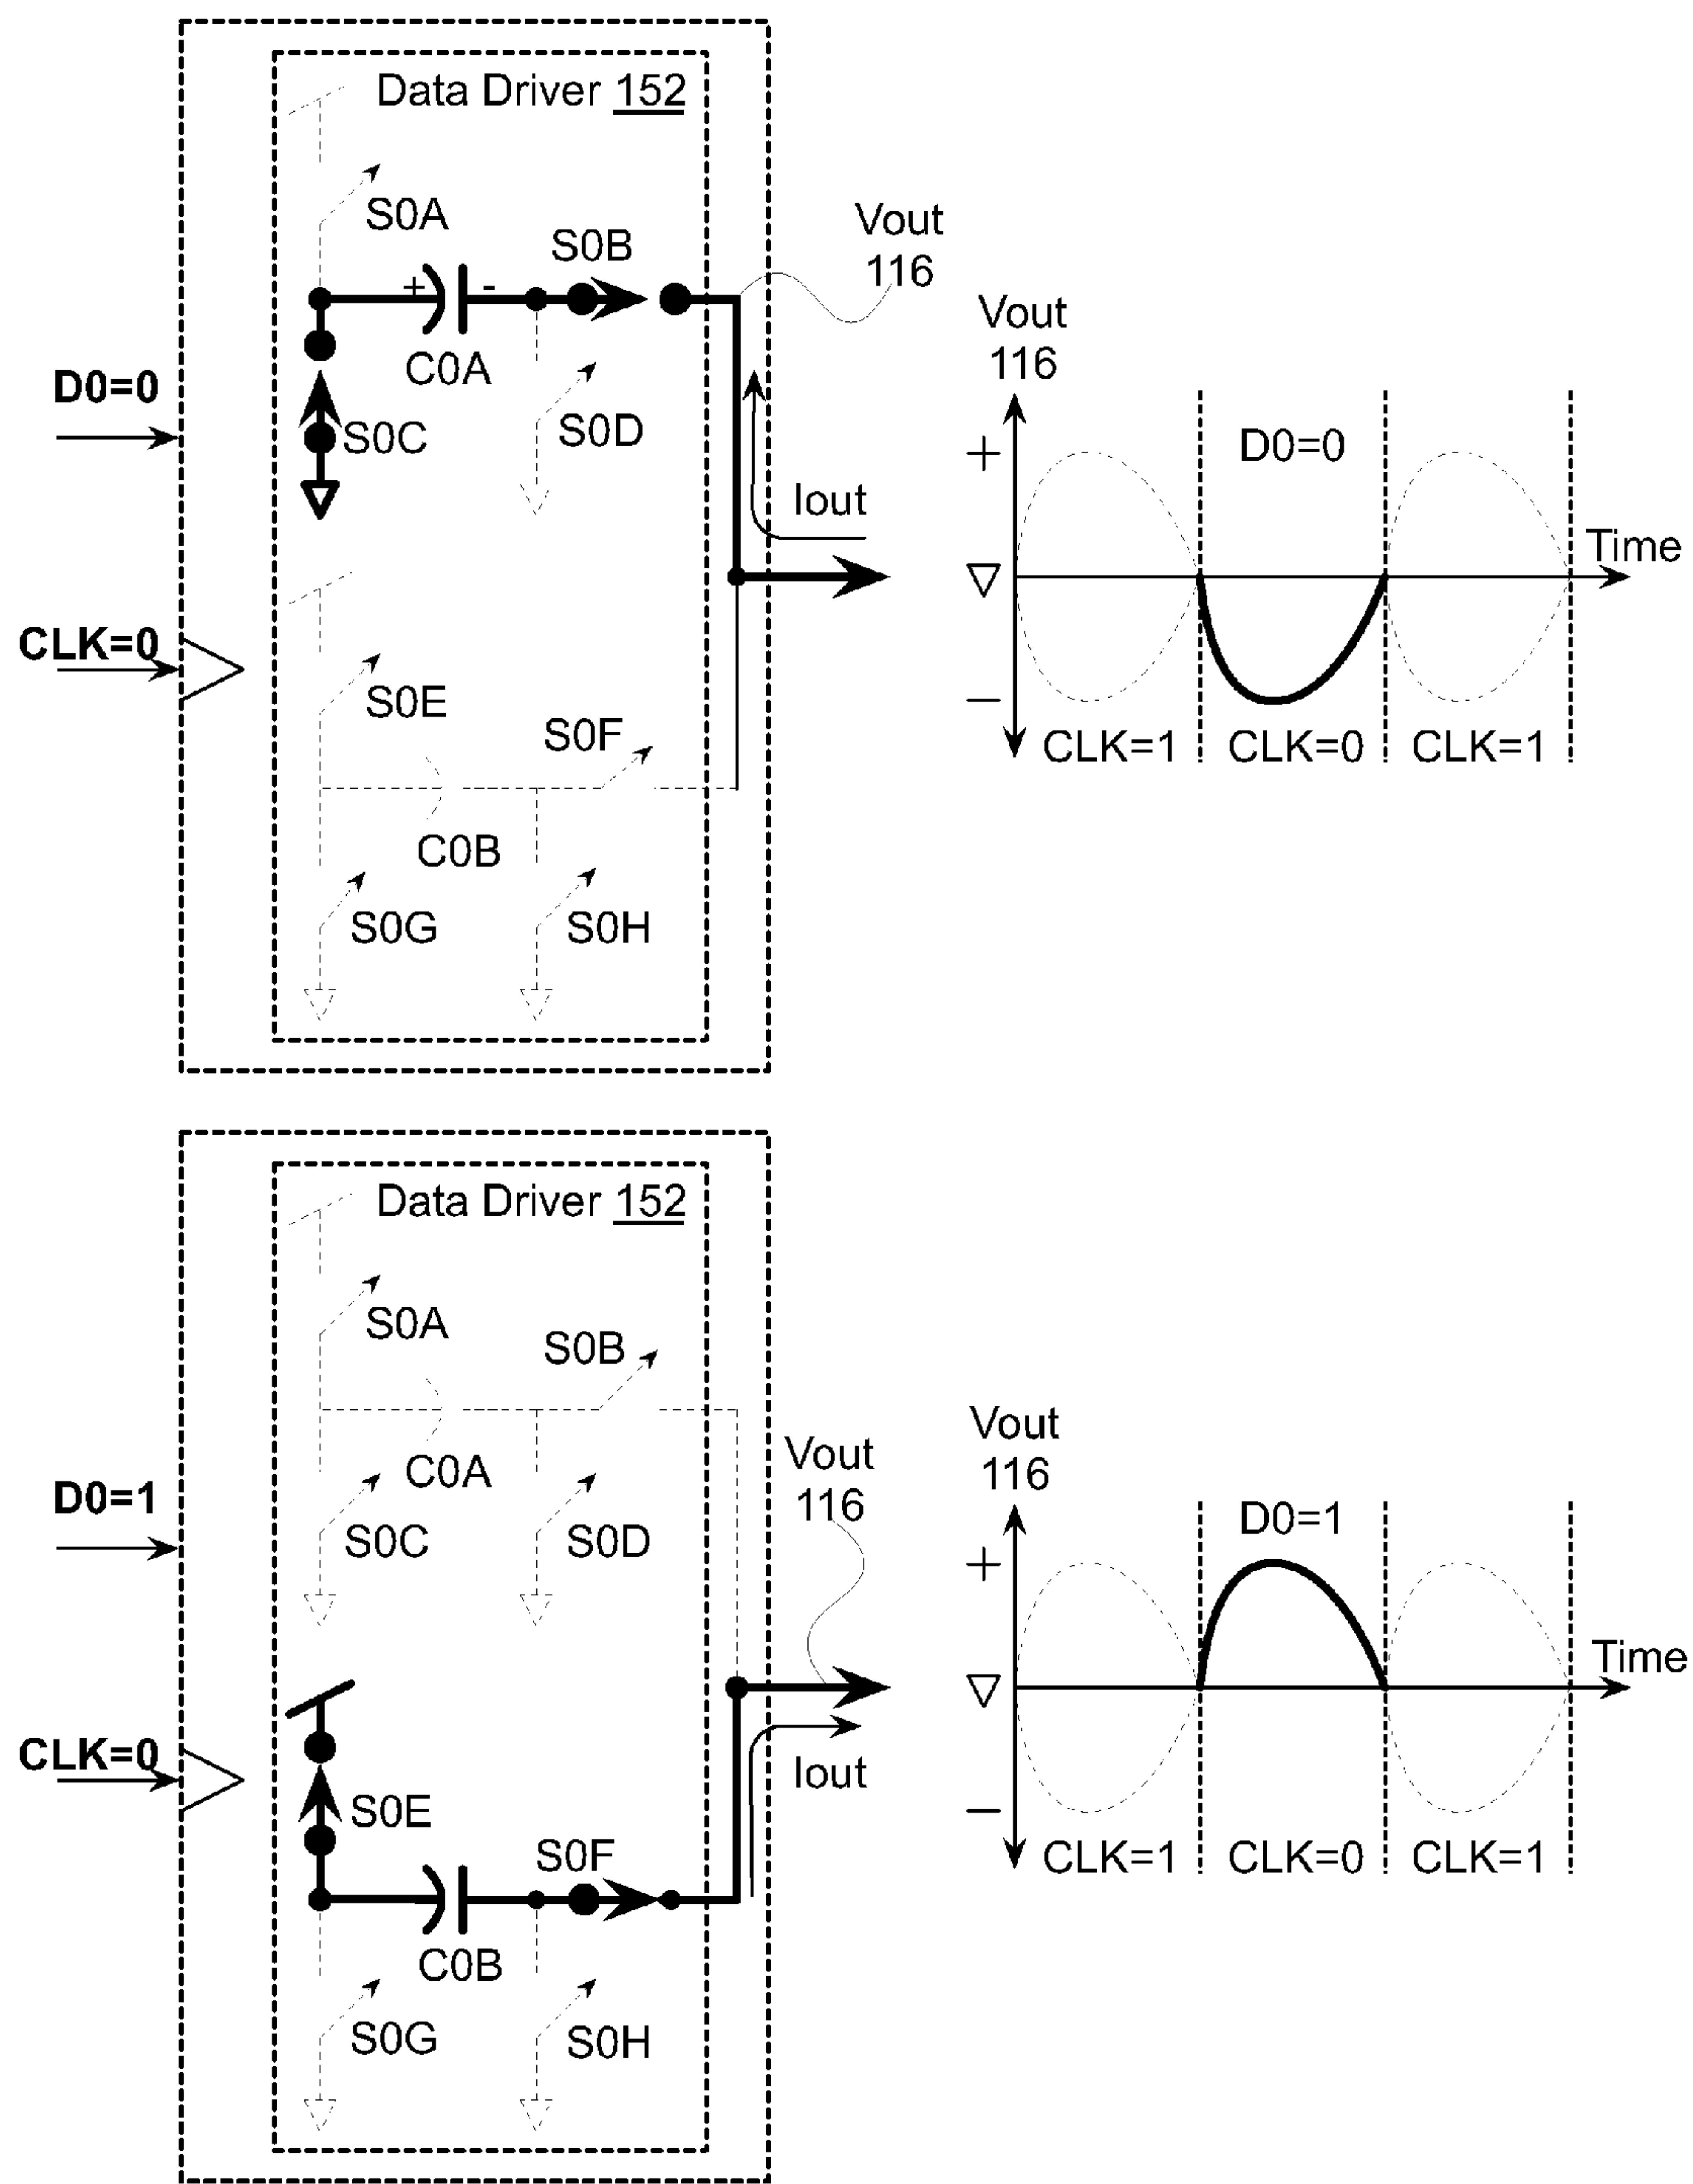 Data Driver 152
S0A
S0B
Vout
116
+
-
C0A
D0=0
S0C
S0D
Iout
Vout
116
+
D0=0
Time
CLK=0
S0E
S0F
C0B
−
CLK=1
CLK=0
CLK=1
S0G
S0H
Data Driver 152
S0A
S0B
C0A
Vout
116
D0=1
S0C
S0D
Vout
116
+
D0=1
Time
CLK=0
S0E
Iout
S0F
C0B
−
CLK=1
CLK=0
CLK=1
S0G
S0H